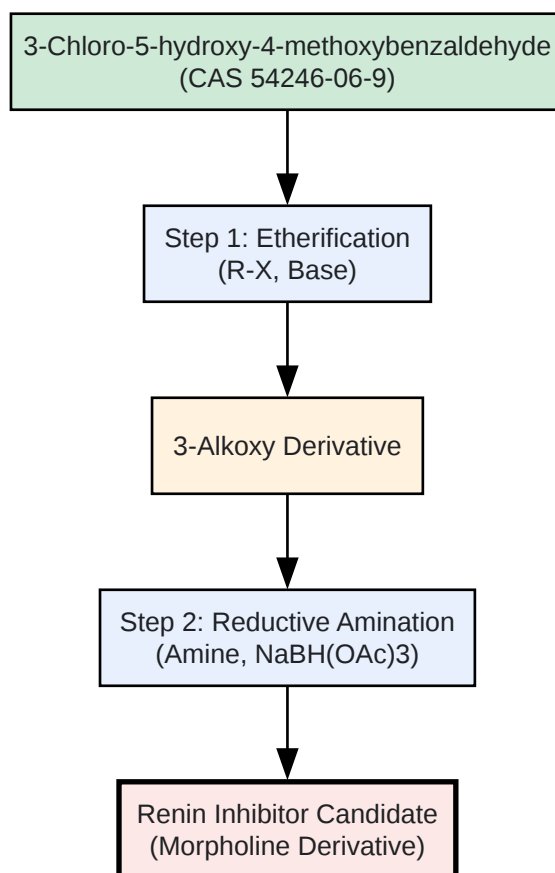 3-Chloro-5-hydroxy-4-methoxybenzaldehyde
(CAS 54246-06-9)
Step 1: Etherification
(R-X, Base)
3-Alkoxy Derivative
Step 2: Reductive Amination
(Amine, NaBH(OAc)3)
Renin Inhibitor Candidate
(Morpholine Derivative)